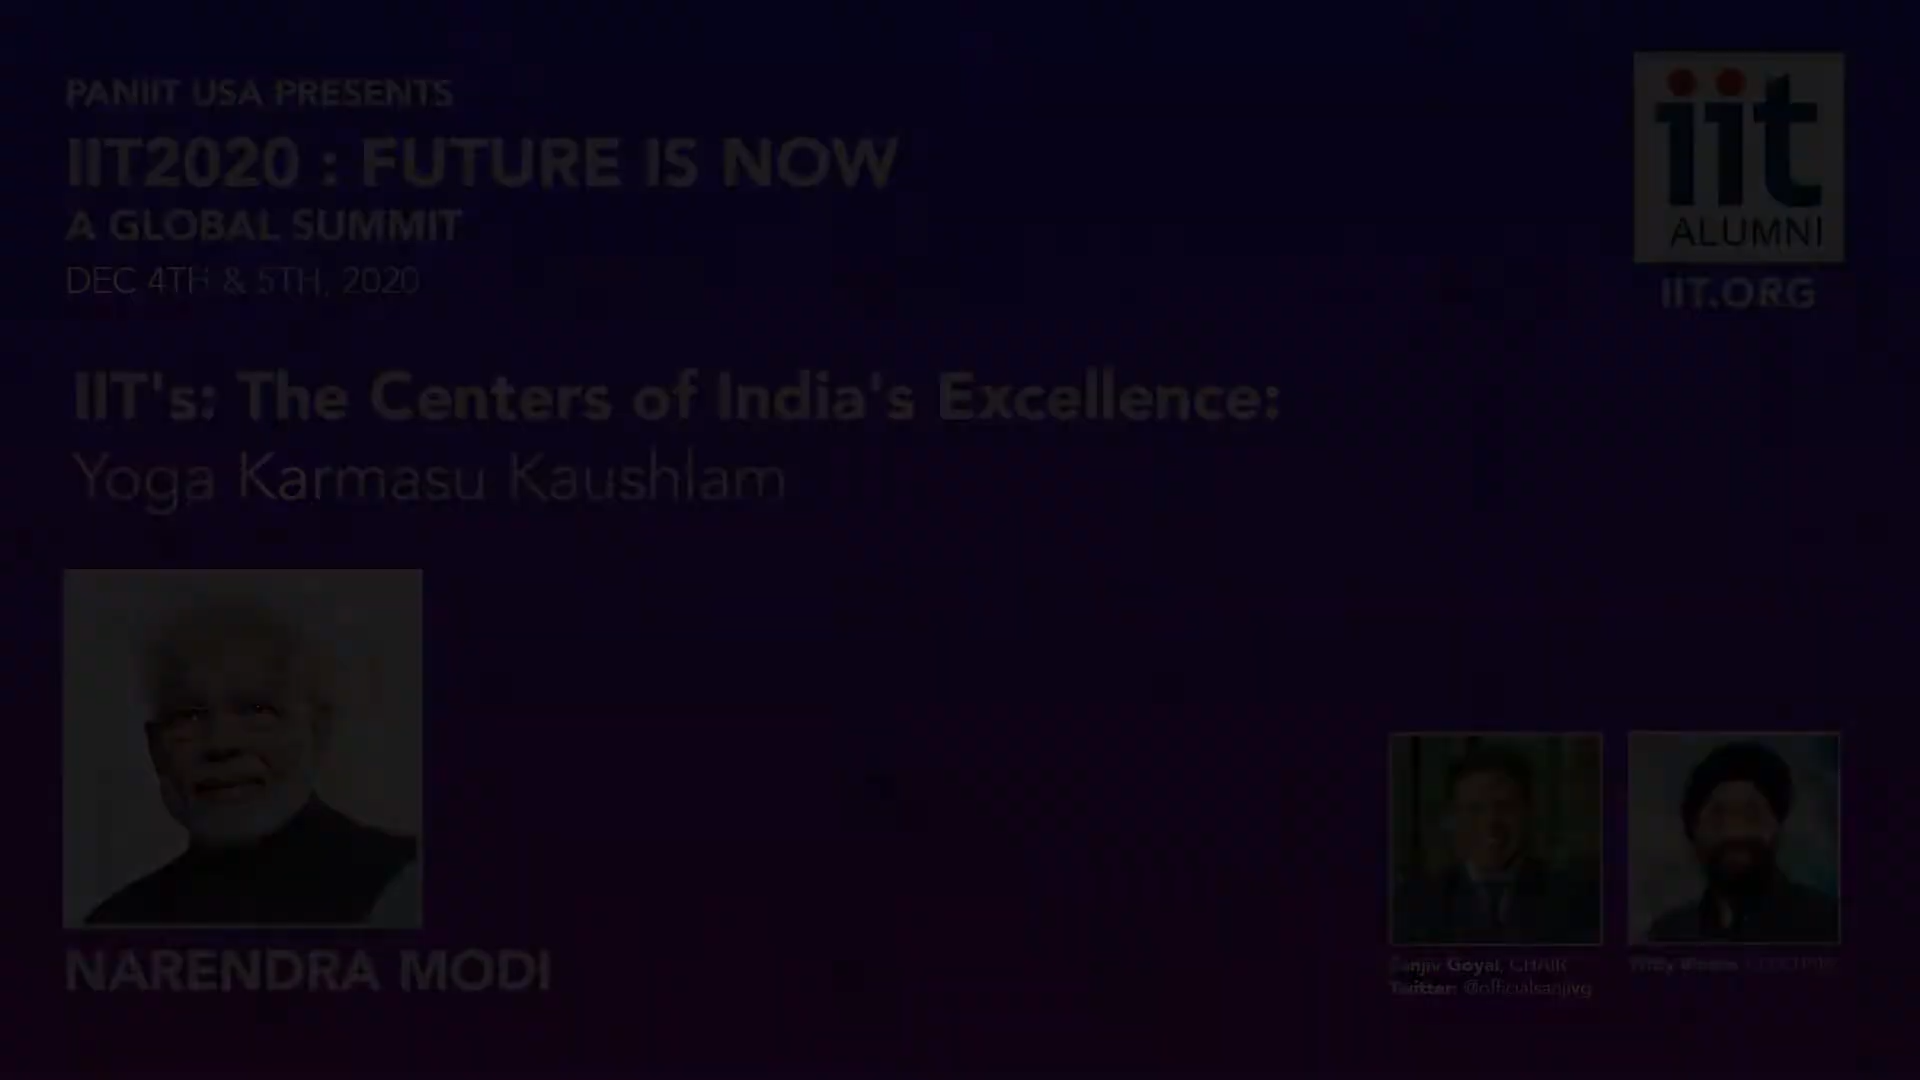 PANIIT USA PRESENTS
IIT2020 : FUTURE IS NOW
A GLOBAL SUMMIT
DEC 4TH & 5TH, 2020
iit
ALUMNI
IIT.ORG
IIT's: The Centers of India's Excellence:
Yoga Karmasu Kaushlam
NARENDRA MODI
Sanjiv Goyal, CHAIR
Twitter: @officialsanjivg